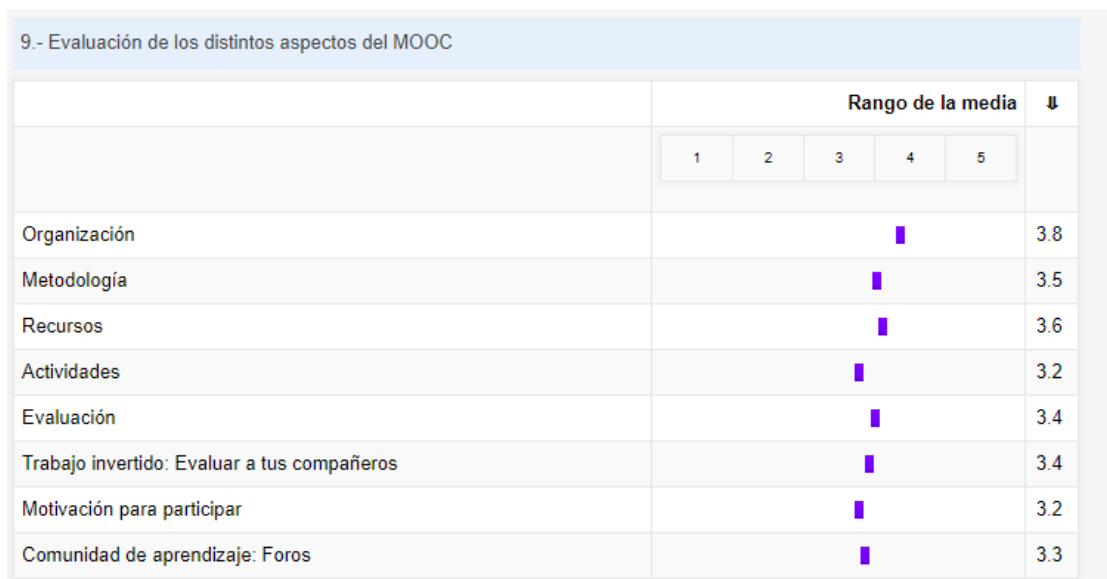 9.- Evaluación de los distintos aspectos del MOOC
Rango de la media ⇓
1 2 3 4 5
Organización 3.8
Metodología 3.5
Recursos 3.6
Actividades 3.2
Evaluación 3.4
Trabajo invertido: Evaluar a tus compañeros 3.4
Motivación para participar 3.2
Comunidad de aprendizaje: Foros 3.3